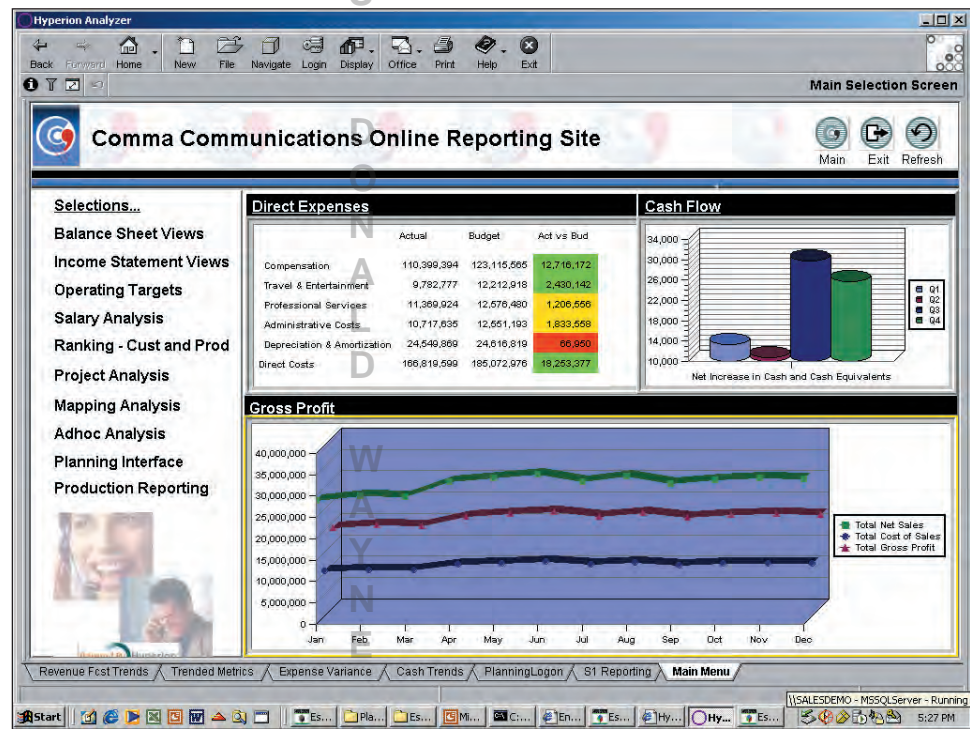 Hyperion Analyzer
Back Forward Home New File Navigate Login Display Office Print Help Exit
Main Selection Screen
Comma Communications Online Reporting Site
Main Exit Refresh
Selections...
Balance Sheet Views
Income Statement Views
Operating Targets
Salary Analysis
Ranking - Cust and Prod
Project Analysis
Mapping Analysis
Adhoc Analysis
Planning Interface
Production Reporting
Direct Expenses
Actual Budget Act vs Bud
Compensation 110,399,394 123,115,565 12,716,172
Travel & Entertainment 9,782,777 12,212,918 2,430,142
Professional Services 11,369,924 12,576,480 1,206,556
Administrative Costs 10,717,635 12,551,193 1,833,558
Depreciation & Amortization 24,549,869 24,616,819 66,950
Direct Costs 166,819,599 185,072,976 18,253,377
Cash Flow
34,000
30,000
26,000
22,000
18,000
14,000
10,000
Net Increase in Cash and Cash Equivalents
Q1
Q2
Q3
Q4
Gross Profit
40,000,000
35,000,000
30,000,000
25,000,000
20,000,000
15,000,000
10,000,000
5,000,000
0
Jan Feb Mar Apr May Jun Jul Aug Sep Oct Nov Dec
Total Net Sales
Total Cost of Sales
Total Gross Profit
DONALD
WAYNE
Revenue Fcst Trends Trended Metrics Expense Variance Cash Trends PlanningLogon S1 Reporting Main Menu
\\SALESDEMO - MSSQLServer - Running
Start Es... Pla... Es... Mi... C:... En... Es... Hy... Hy... Es... 5:27 PM